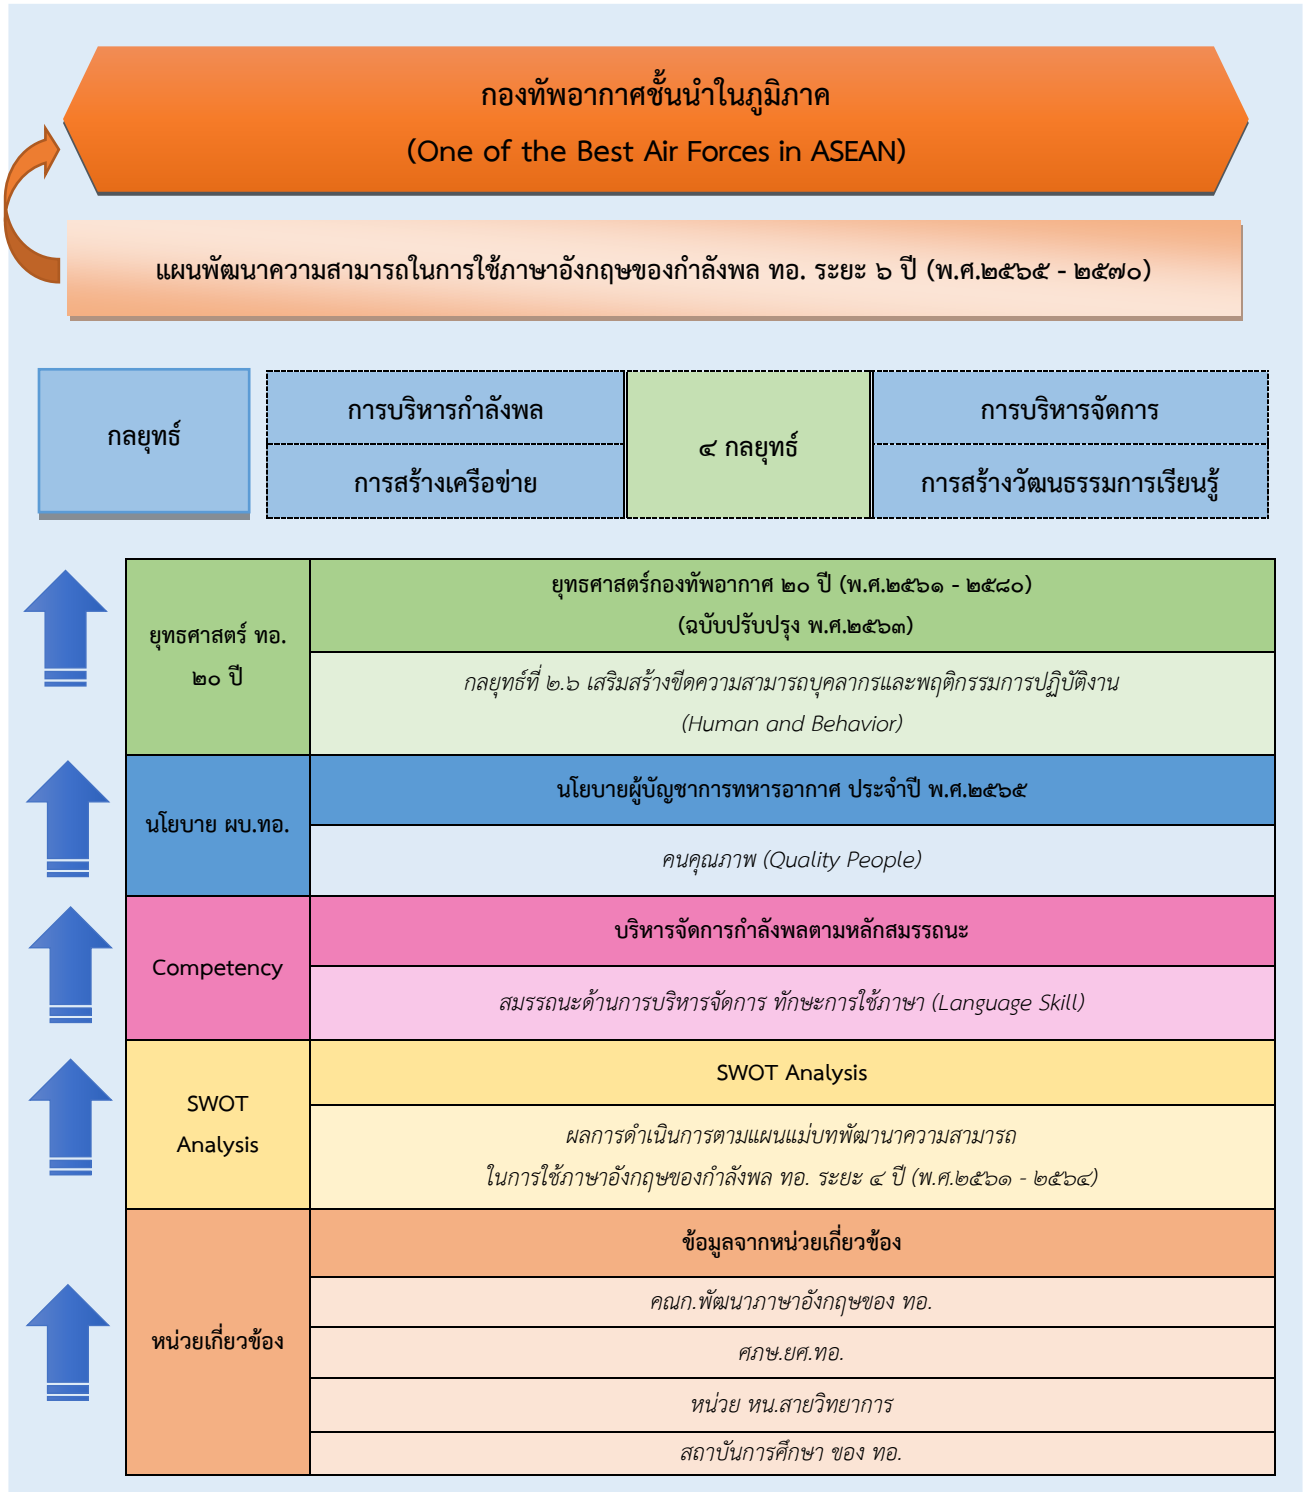 กองทัพอากาศชั้นนำในภูมิภาค
(One of the Best Air Forces in ASEAN)
แผนพัฒนาความสามารถในการใช้ภาษาอังกฤษของกำลังพล ทอ. ระยะ ๖ ปี (พ.ศ.๒๕๖๕ - ๒๕๗๐)
กลยุทธ์
การบริหารกำลังพล
การสร้างเครือข่าย
๔ กลยุทธ์
การบริหารจัดการ
การสร้างวัฒนธรรมการเรียนรู้
ยุทธศาสตร์ ทอ.
๒๐ ปี
ยุทธศาสตร์กองทัพอากาศ ๒๐ ปี (พ.ศ.๒๕๖๑ - ๒๕๘๐)
(ฉบับปรับปรุง พ.ศ.๒๕๖๓)
กลยุทธ์ที่ ๒.๖ เสริมสร้างขีดความสามารถบุคลากรและพฤติกรรมการปฏิบัติงาน
(Human and Behavior)
นโยบาย ผบ.ทอ.
นโยบายผู้บัญชาการทหารอากาศ ประจำปี พ.ศ.๒๕๖๕
คนคุณภาพ (Quality People)
Competency
บริหารจัดการกำลังพลตามหลักสมรรถนะ
สมรรถนะด้านการบริหารจัดการ ทักษะการใช้ภาษา (Language Skill)
SWOT
Analysis
SWOT Analysis
ผลการดำเนินการตามแผนแม่บทพัฒานาความสามารถ
ในการใช้ภาษาอังกฤษของกำลังพล ทอ. ระยะ ๔ ปี (พ.ศ.๒๕๖๑ - ๒๕๖๔)
หน่วยเกี่ยวข้อง
ข้อมูลจากหน่วยเกี่ยวข้อง
คณก.พัฒนาภาษาอังกฤษของ ทอ.
ศภษ.ยศ.ทอ.
หน่วย หน.สายวิทยาการ
สถาบันการศึกษา ของ ทอ.